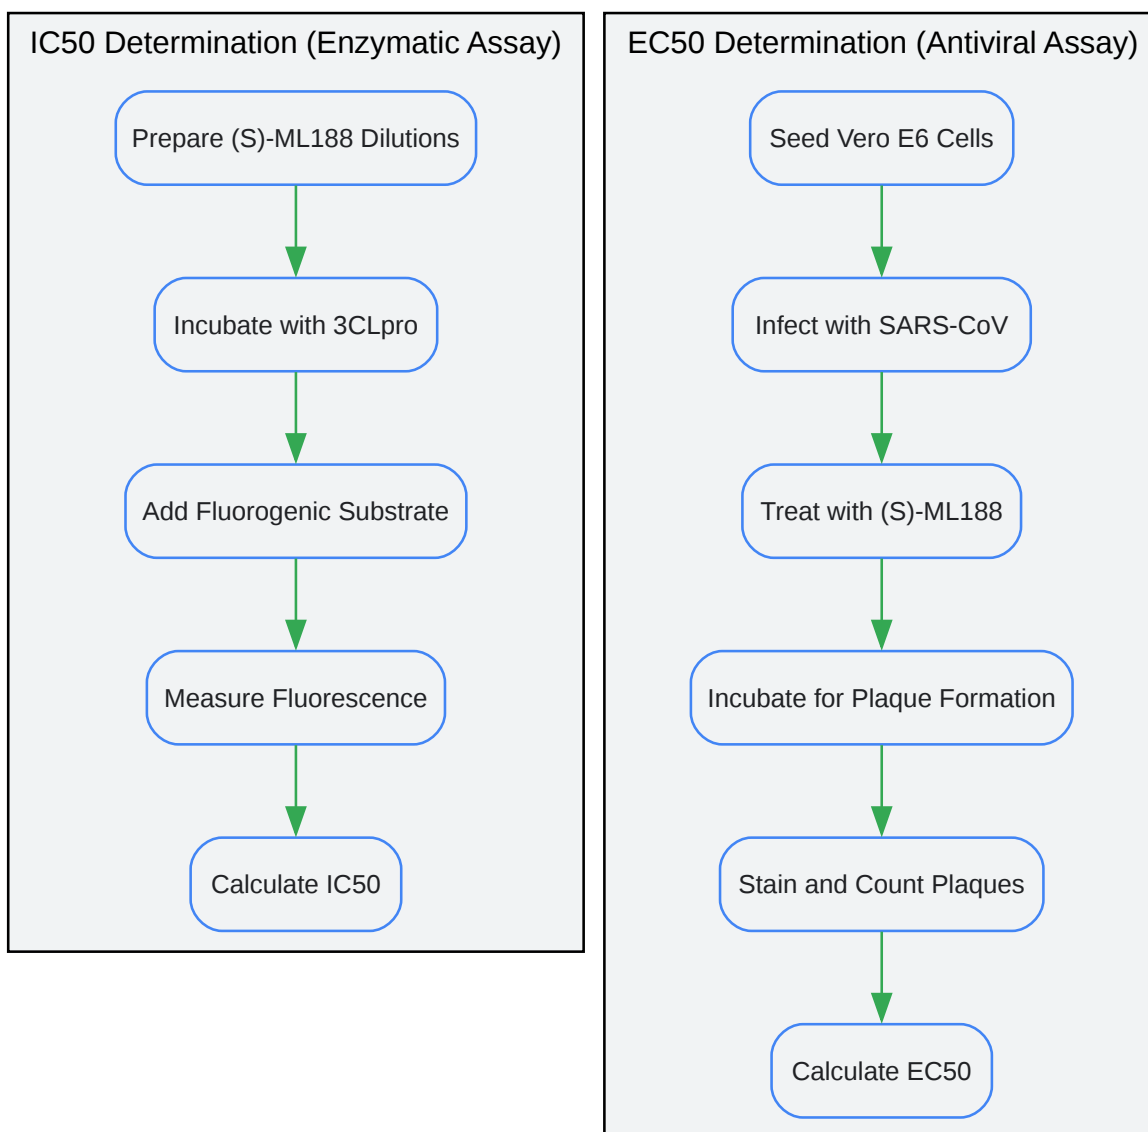 IC50 Determination (Enzymatic Assay)
Prepare (S)-ML188 Dilutions
Incubate with 3CLpro
Add Fluorogenic Substrate
Measure Fluorescence
Calculate IC50
EC50 Determination (Antiviral Assay)
Seed Vero E6 Cells
Infect with SARS-CoV
Treat with (S)-ML188
Incubate for Plaque Formation
Stain and Count Plaques
Calculate EC50